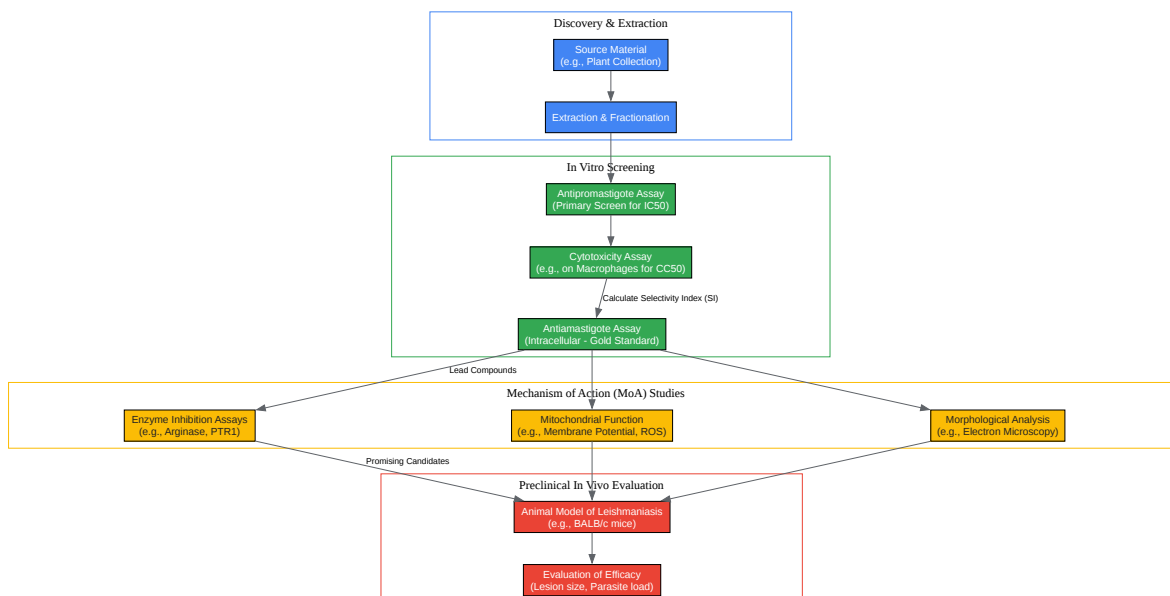 Discovery & Extraction
Source Material
(e.g., Plant Collection)
Extraction & Fractionation
In Vitro Screening
Antipromastigote Assay
(Primary Screen for IC50)
Cytotoxicity Assay
(e.g., on Macrophages for CC50)
Calculate Selectivity Index (SI)
Antiamastigote Assay
(Intracellular - Gold Standard)
Lead Compounds
Mechanism of Action (MoA) Studies
Enzyme Inhibition Assays
(e.g., Arginase, PTR1)
Mitochondrial Function
(e.g., Membrane Potential, ROS)
Morphological Analysis
(e.g., Electron Microscopy)
Promising Candidates
Preclinical In Vivo Evaluation
Animal Model of Leishmaniasis
(e.g., BALB/c mice)
Evaluation of Efficacy
(Lesion size, Parasite load)